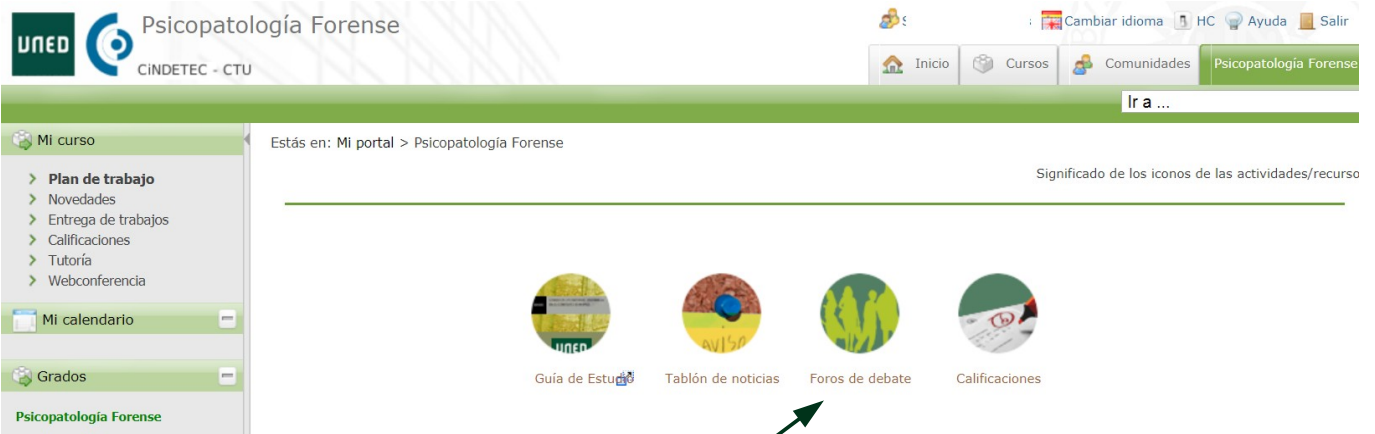 UNED
Psicopatología Forense
CiNDETEC - CTU
Cambiar idioma HC Ayuda Salir
Inicio Cursos Comunidades Psicopatología Forense
Ir a ...
Mi curso
Estás en: Mi portal > Psicopatología Forense
Significado de los iconos de las actividades/recurso
Plan de trabajo
Novedades
Entrega de trabajos
Calificaciones
Tutoría
Webconferencia
Mi calendario
Grados
Psicopatología Forense
UNED
AVISO
Guía de Estudio Tablón de noticias Foros de debate Calificaciones